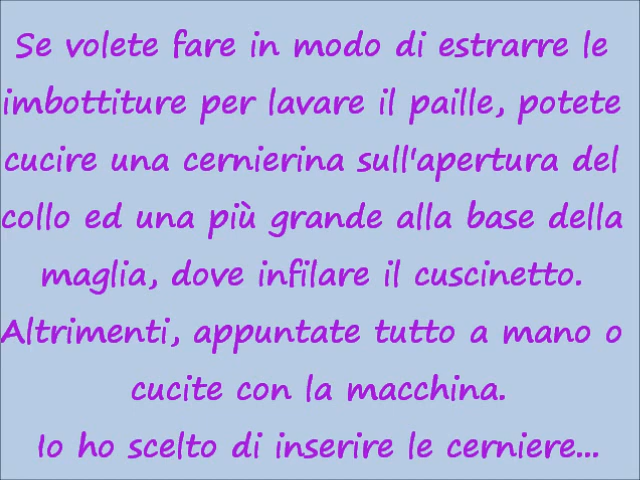 Se volete fare in modo di estrarre le
imbottiture per lavare il paille, potete
cucire una cernierina sull'apertura del
collo ed una più grande alla base della
maglia, dove infilare il cuscinetto.
Altrimenti, appuntate tutto a mano o
cucite con la macchina.
Io ho scelto di inserire le cerniere...